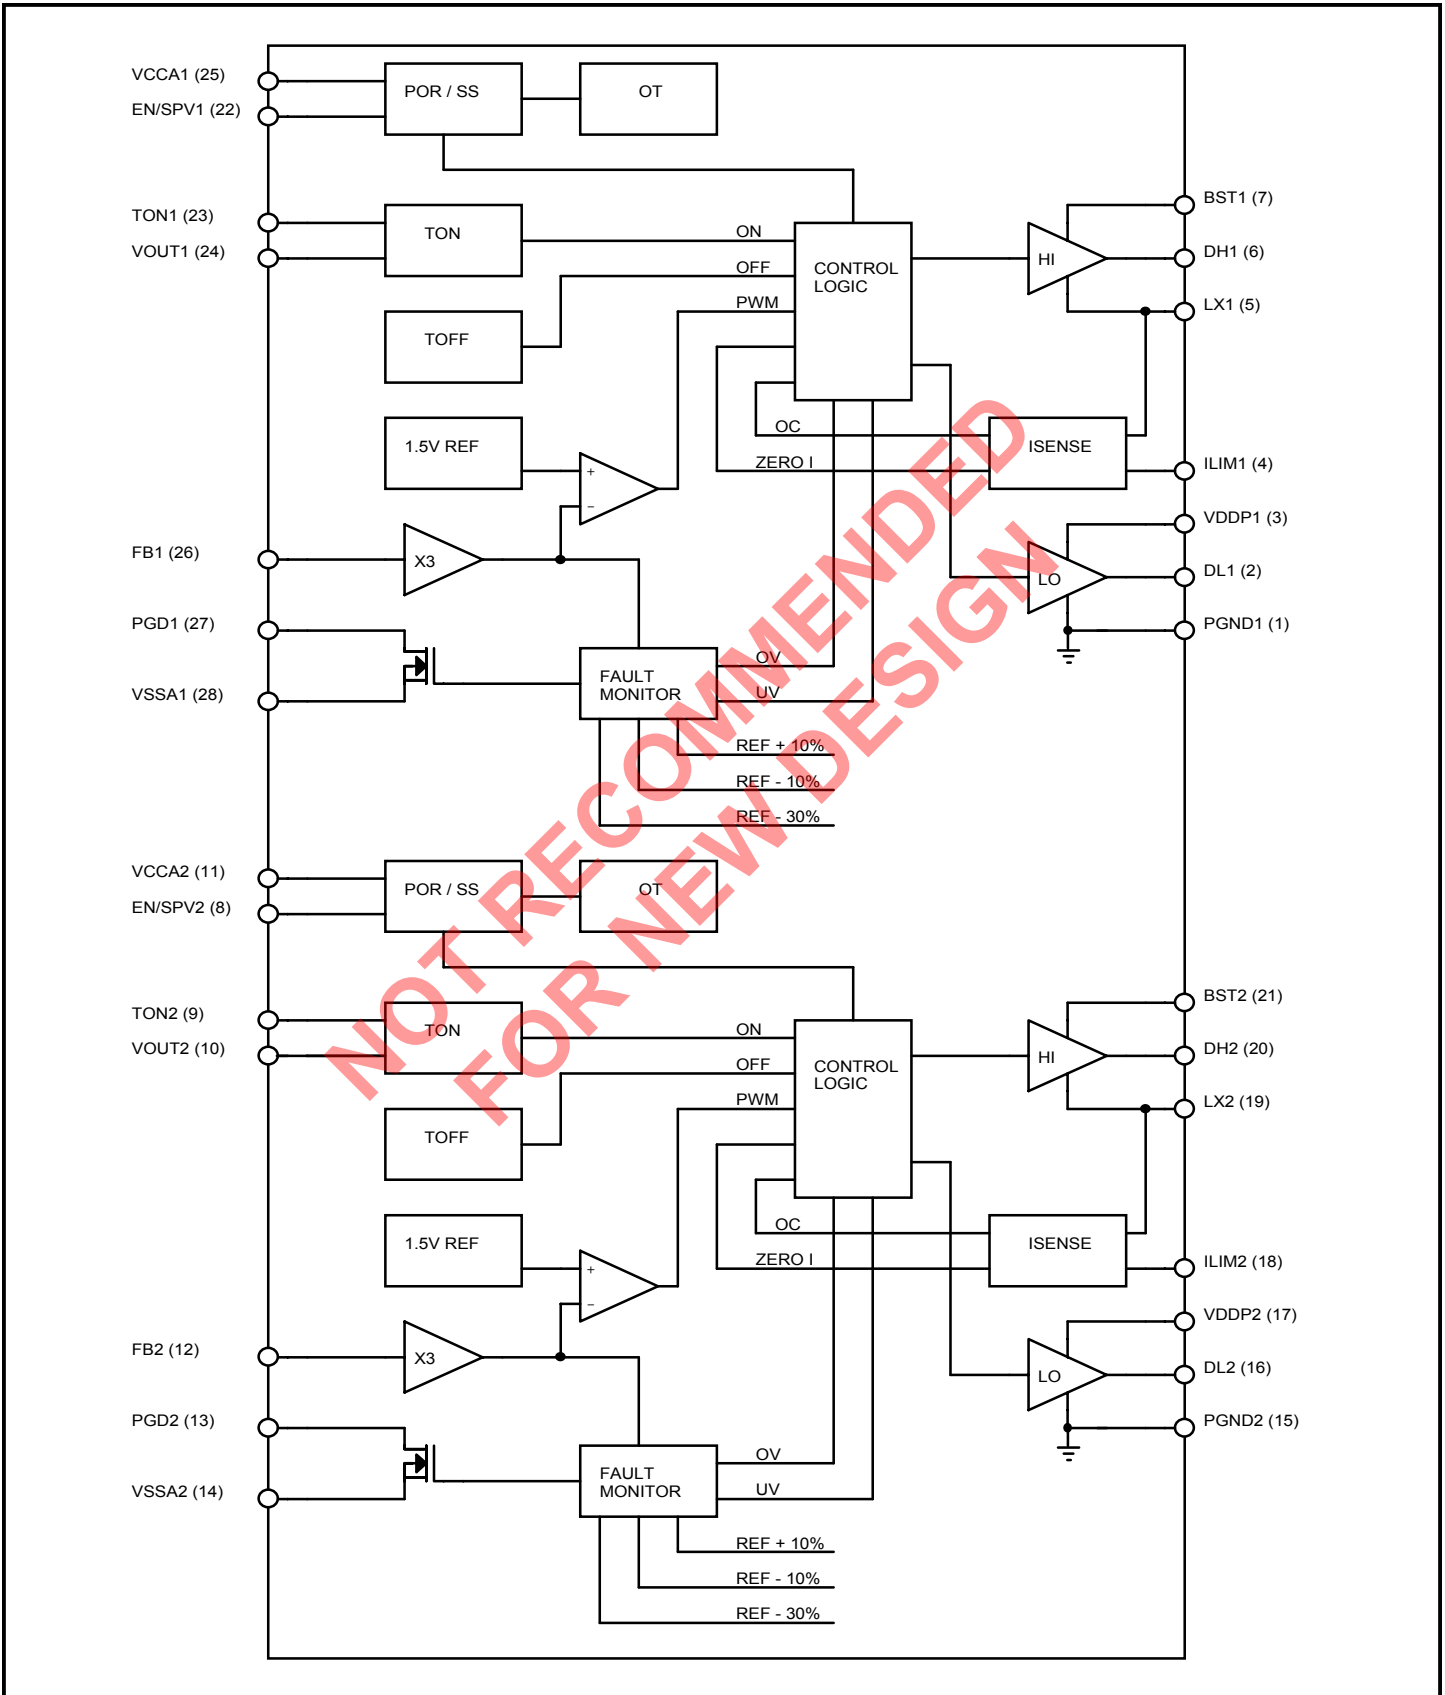 VCCA1 (25)
EN/SPV1 (22)
POR / SS
OT
TON1 (23)
VOUT1 (24)
TON
ON
OFF
PWM
CONTROL
LOGIC
HI
BST1 (7)
DH1 (6)
LX1 (5)
TOFF
1.5V REF
+
−
OC
ZERO I
ISENSE
ILIM1 (4)
VDDP1 (3)
FB1 (26)
X3
LO
DL1 (2)
PGD1 (27)
PGND1 (1)
VSSA1 (28)
FAULT
MONITOR
OV
UV
REF + 10%
REF - 10%
REF - 30%
VCCA2 (11)
EN/SPV2 (8)
POR / SS
OT
TON2 (9)
VOUT2 (10)
TON
ON
OFF
PWM
CONTROL
LOGIC
HI
BST2 (21)
DH2 (20)
LX2 (19)
TOFF
1.5V REF
+
−
OC
ZERO I
ISENSE
ILIM2 (18)
VDDP2 (17)
FB2 (12)
X3
LO
DL2 (16)
PGD2 (13)
PGND2 (15)
VSSA2 (14)
FAULT
MONITOR
OV
UV
REF + 10%
REF - 10%
REF - 30%
NOT RECOMMENDED
FOR NEW DESIGN